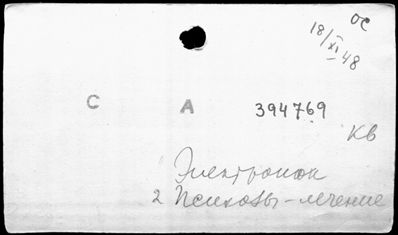 ОС
18/XI 48
С А 394769
КВ
Электрошок
2 Психозы - лечение